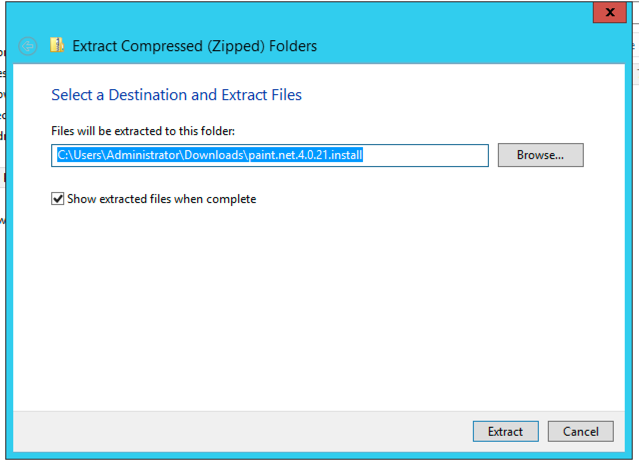 x
Extract Compressed (Zipped) Folders
Select a Destination and Extract Files
Files will be extracted to this folder:
C:\Users\Administrator\Downloads\paint.net.4.0.21.install
Browse...
Show extracted files when complete
Extract
Cancel